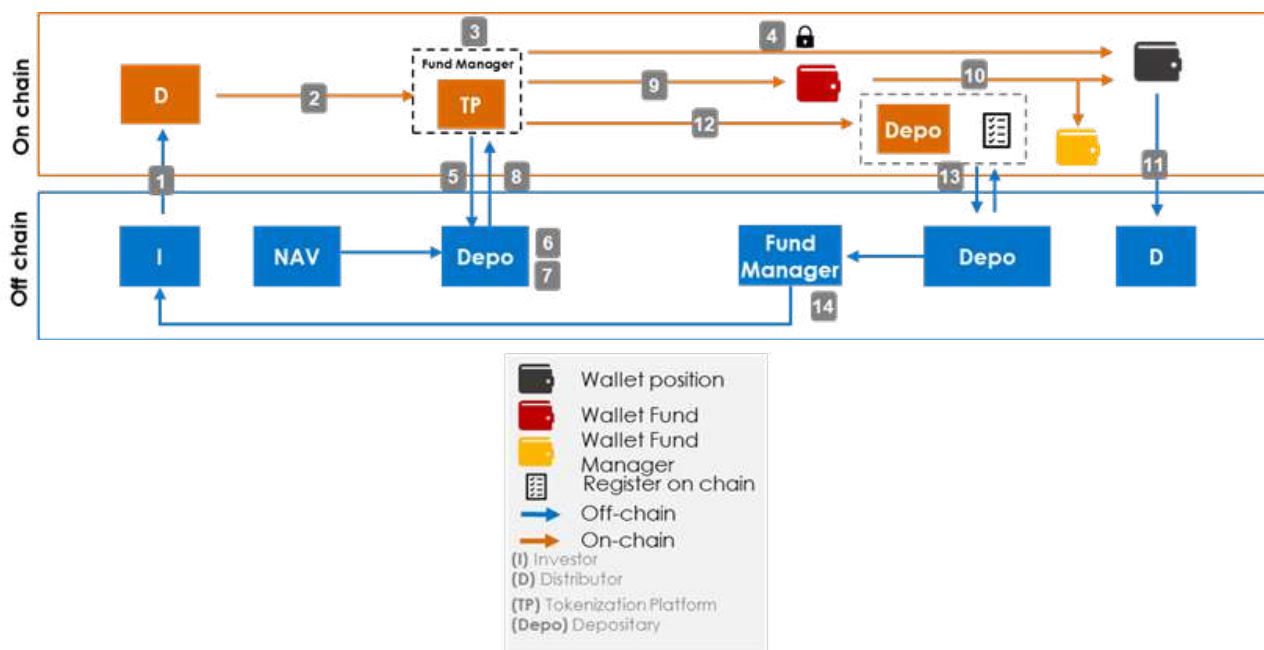 On chain
3
4
Fund Manager
D
2
TP
9
10
12
Depo
1
5
8
13
11
Off chain
I
NAV
Depo
6
7
Fund
Manager
Depo
D
14
Wallet position
Wallet Fund
Wallet Fund
Manager
Register on chain
Off-chain
On-chain
(I) Investor
(D) Distributor
(TP) Tokenization Platform
(Depo) Depositary